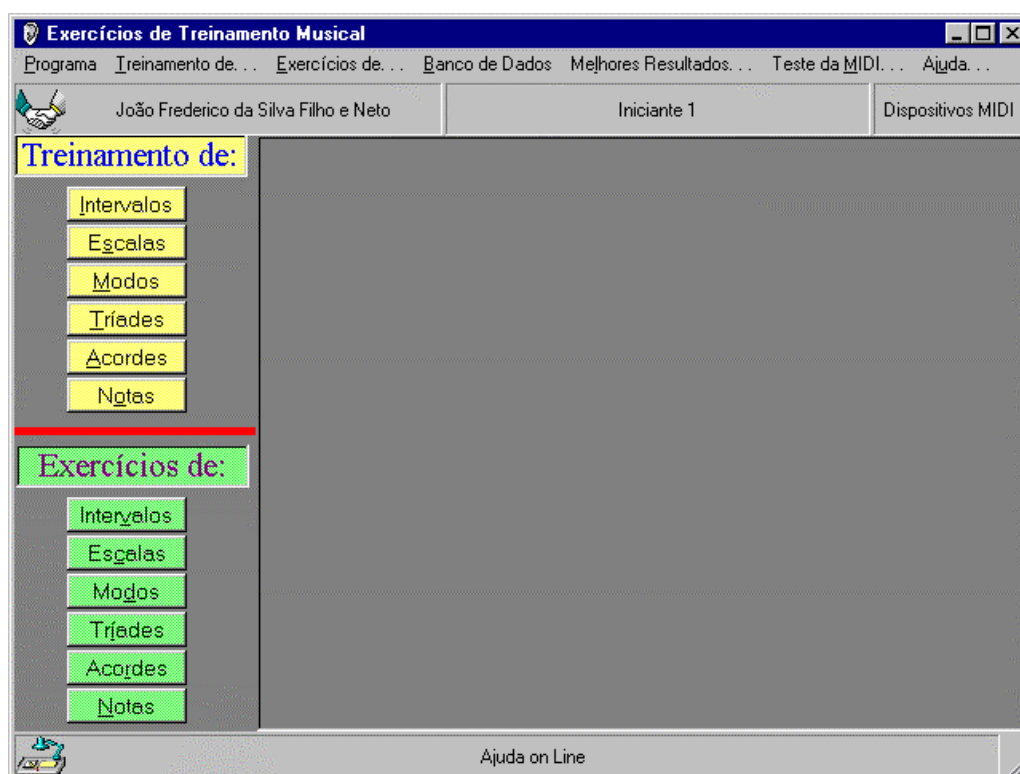 Exercícios de Treinamento Musical
Programa Treinamento de. . . Exercícios de. . . Banco de Dados Melhores Resultados. . . Teste da MIDI. . . Ajuda. . .
João Frederico da Silva Filho e Neto Iniciante 1 Dispositivos MIDI
Treinamento de:
Intervalos
Escalas
Modos
Tríades
Acordes
Notas
Exercícios de:
Intervalos
Escalas
Modos
Tríades
Acordes
Notas
Ajuda on Line